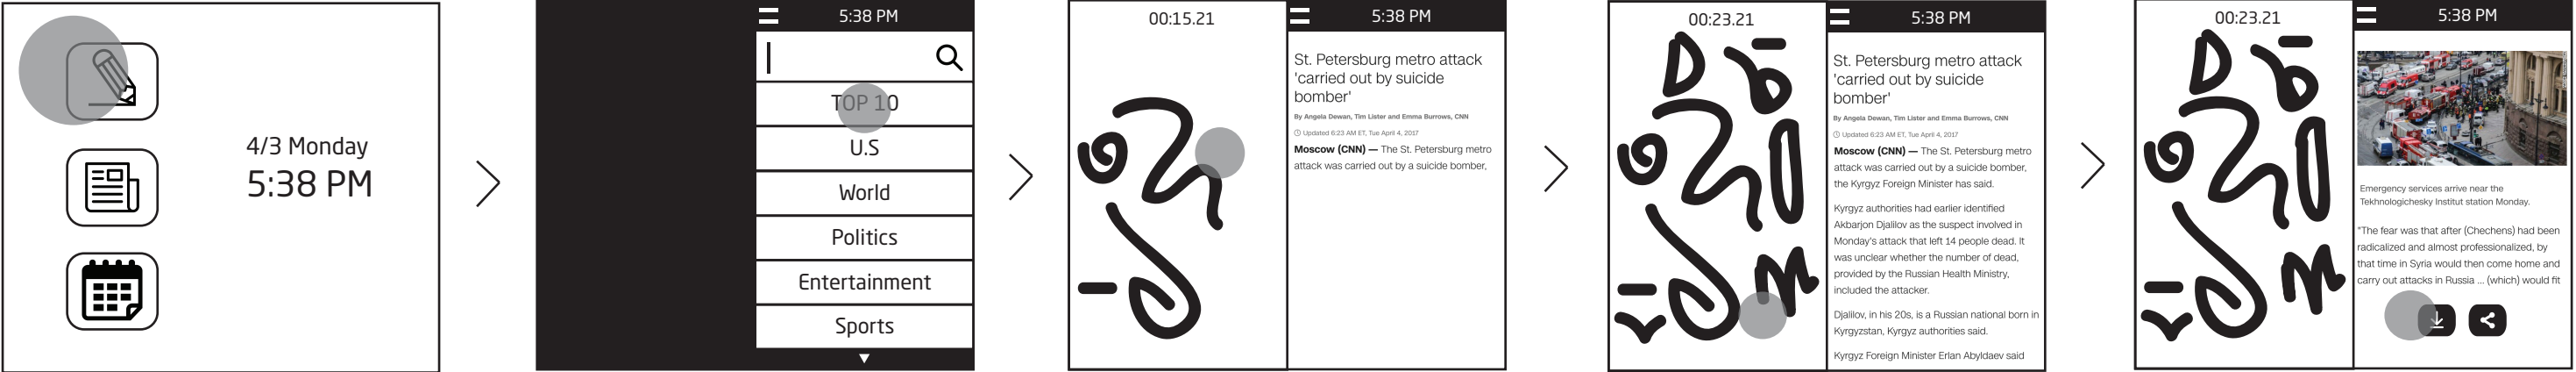 4/3 Monday
5:38 PM
5:38 PM
TOP 10
U.S
World
Politics
Entertainment
Sports
00:15.21
5:38 PM
St. Petersburg metro attack
'carried out by suicide
bomber'
By Angela Dewan, Tim Lister and Emma Burrows, CNN
Updated 6:23 AM ET, Tue April 4, 2017
Moscow (CNN) — The St. Petersburg metro
attack was carried out by a suicide bomber,
00:23.21
5:38 PM
St. Petersburg metro attack
'carried out by suicide
bomber'
By Angela Dewan, Tim Lister and Emma Burrows, CNN
Updated 6:23 AM ET, Tue April 4, 2017
Moscow (CNN) — The St. Petersburg metro
attack was carried out by a suicide bomber,
the Kyrgyz Foreign Minister has said.
Kyrgyz authorities had earlier identified
Akbarjon Djalilov as the suspect involved in
Monday's attack that left 14 people dead. It
was unclear whether the number of dead,
provided by the Russian Health Ministry,
included the attacker.
Djalilov, in his 20s, is a Russian national born in
Kyrgyzstan, Kyrgyz authorities said.
Kyrgyz Foreign Minister Erlan Abyldaev said
00:23.21
5:38 PM
Emergency services arrive near the
Tekhnologichesky Institut station Monday.
"The fear was that after (Chechens) had been
radicalized and almost professionalized, by
that time in Syria would then come home and
carry out attacks in Russia ... (which) would fit